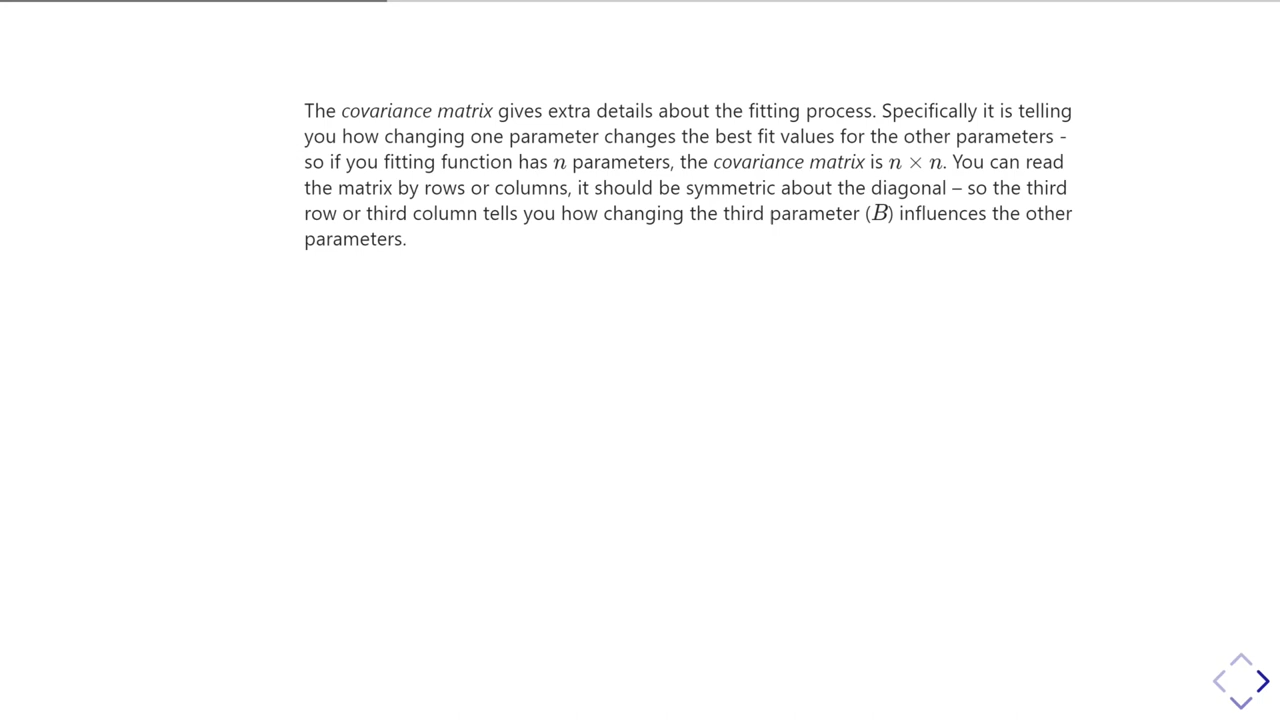 The covariance matrix gives extra details about the fitting process. Specifically it is telling
you how changing one parameter changes the best fit values for the other parameters -
so if you fitting function has n parameters, the covariance matrix is n × n. You can read
the matrix by rows or columns, it should be symmetric about the diagonal – so the third
row or third column tells you how changing the third parameter (B) influences the other
parameters.